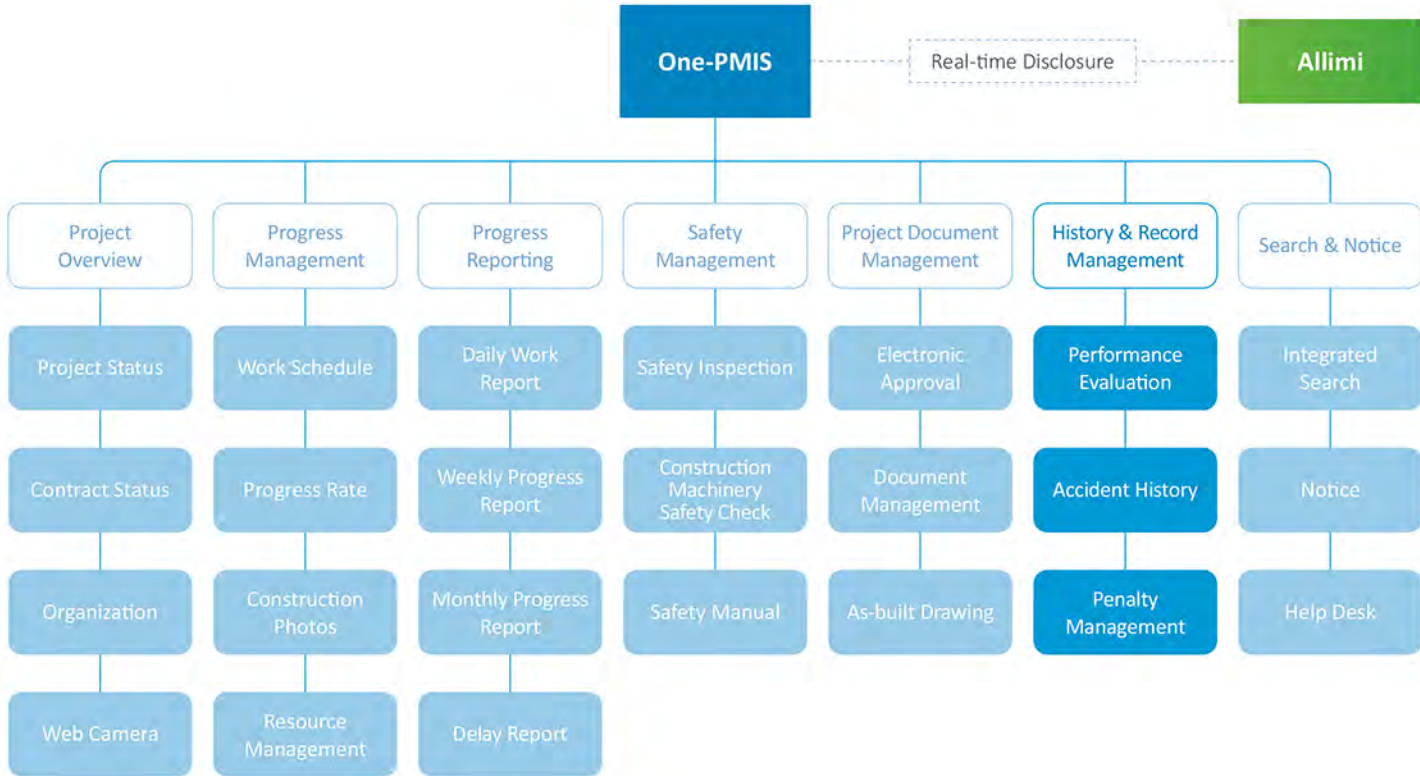 One-PMIS
Real-time Disclosure
Allimi
Project
Overview
Progress
Management
Progress
Reporting
Safety
Management
Project Document
Management
History & Record
Management
Search & Notice
Project Status
Work Schedule
Daily Work
Report
Safety Inspection
Electronic
Approval
Performance
Evaluation
Integrated
Search
Contract Status
Progress Rate
Weekly Progress
Report
Construction
Machinery
Safety Check
Document
Management
Accident History
Notice
Organization
Construction
Photos
Monthly Progress
Report
Safety Manual
As-built Drawing
Penalty
Management
Help Desk
Web Camera
Resource
Management
Delay Report